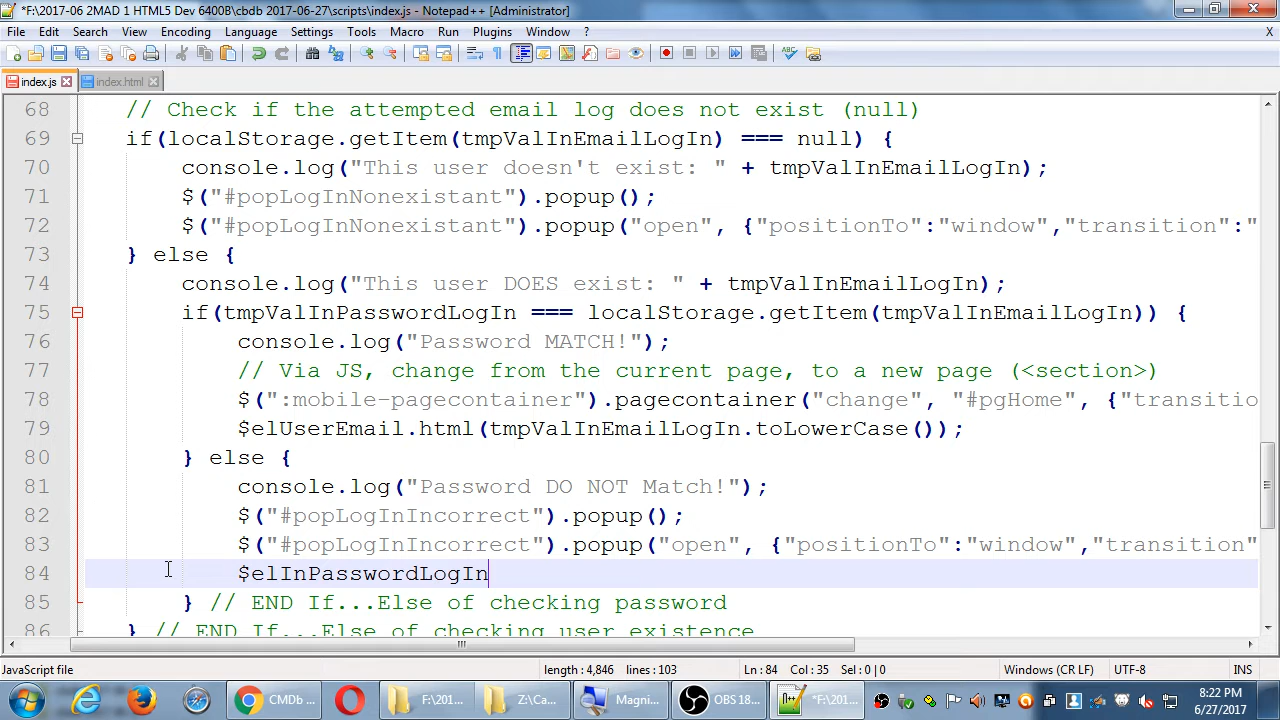 *F:\2017-06 2MAD 1 HTML5 Dev 6400B\cbdb 2017-06-27\scripts\index.js - Notepad++ [Administrator]
File Edit Search View Encoding Language Settings Tools Macro Run Plugins Window ? X
index.js index.html
68 // Check if the attempted email log does not exist (null)
69 if(localStorage.getItem(tmpValInEmailLogIn) === null) {
70 console.log("This user doesn't exist: " + tmpValInEmailLogIn);
71 $("#popLogInNonexistant").popup();
72 $("#popLogInNonexistant").popup("open", {"positionTo":"window","transition":"
73 } else {
74 console.log("This user DOES exist: " + tmpValInEmailLogIn);
75 if(tmpValInPasswordLogIn === localStorage.getItem(tmpValInEmailLogIn)) {
76 console.log("Password MATCH!");
77 // Via JS, change from the current page, to a new page (<section>)
78 $(":mobile-pagecontainer").pagecontainer("change", "#pgHome", {"transitio
79 $elUserEmail.html(tmpValInEmailLogIn.toLowerCase());
80 } else {
81 console.log("Password DO NOT Match!");
82 $("#popLogInIncorrect").popup();
83 $("#popLogInIncorrect").popup("open", {"positionTo":"window","transition"
84 $elInPasswordLogIn
85 } // END If...Else of checking password
86 } // END If...Else of checking user existence
JavaScript file length : 4,846 lines : 103 Ln : 84 Col : 35 Sel : 0 | 0 Windows (CR LF) UTF-8 INS
CMDb ... F:\201... Z:\Ca... Magni... OBS 18... *F:\201... 8:22 PM
6/27/2017